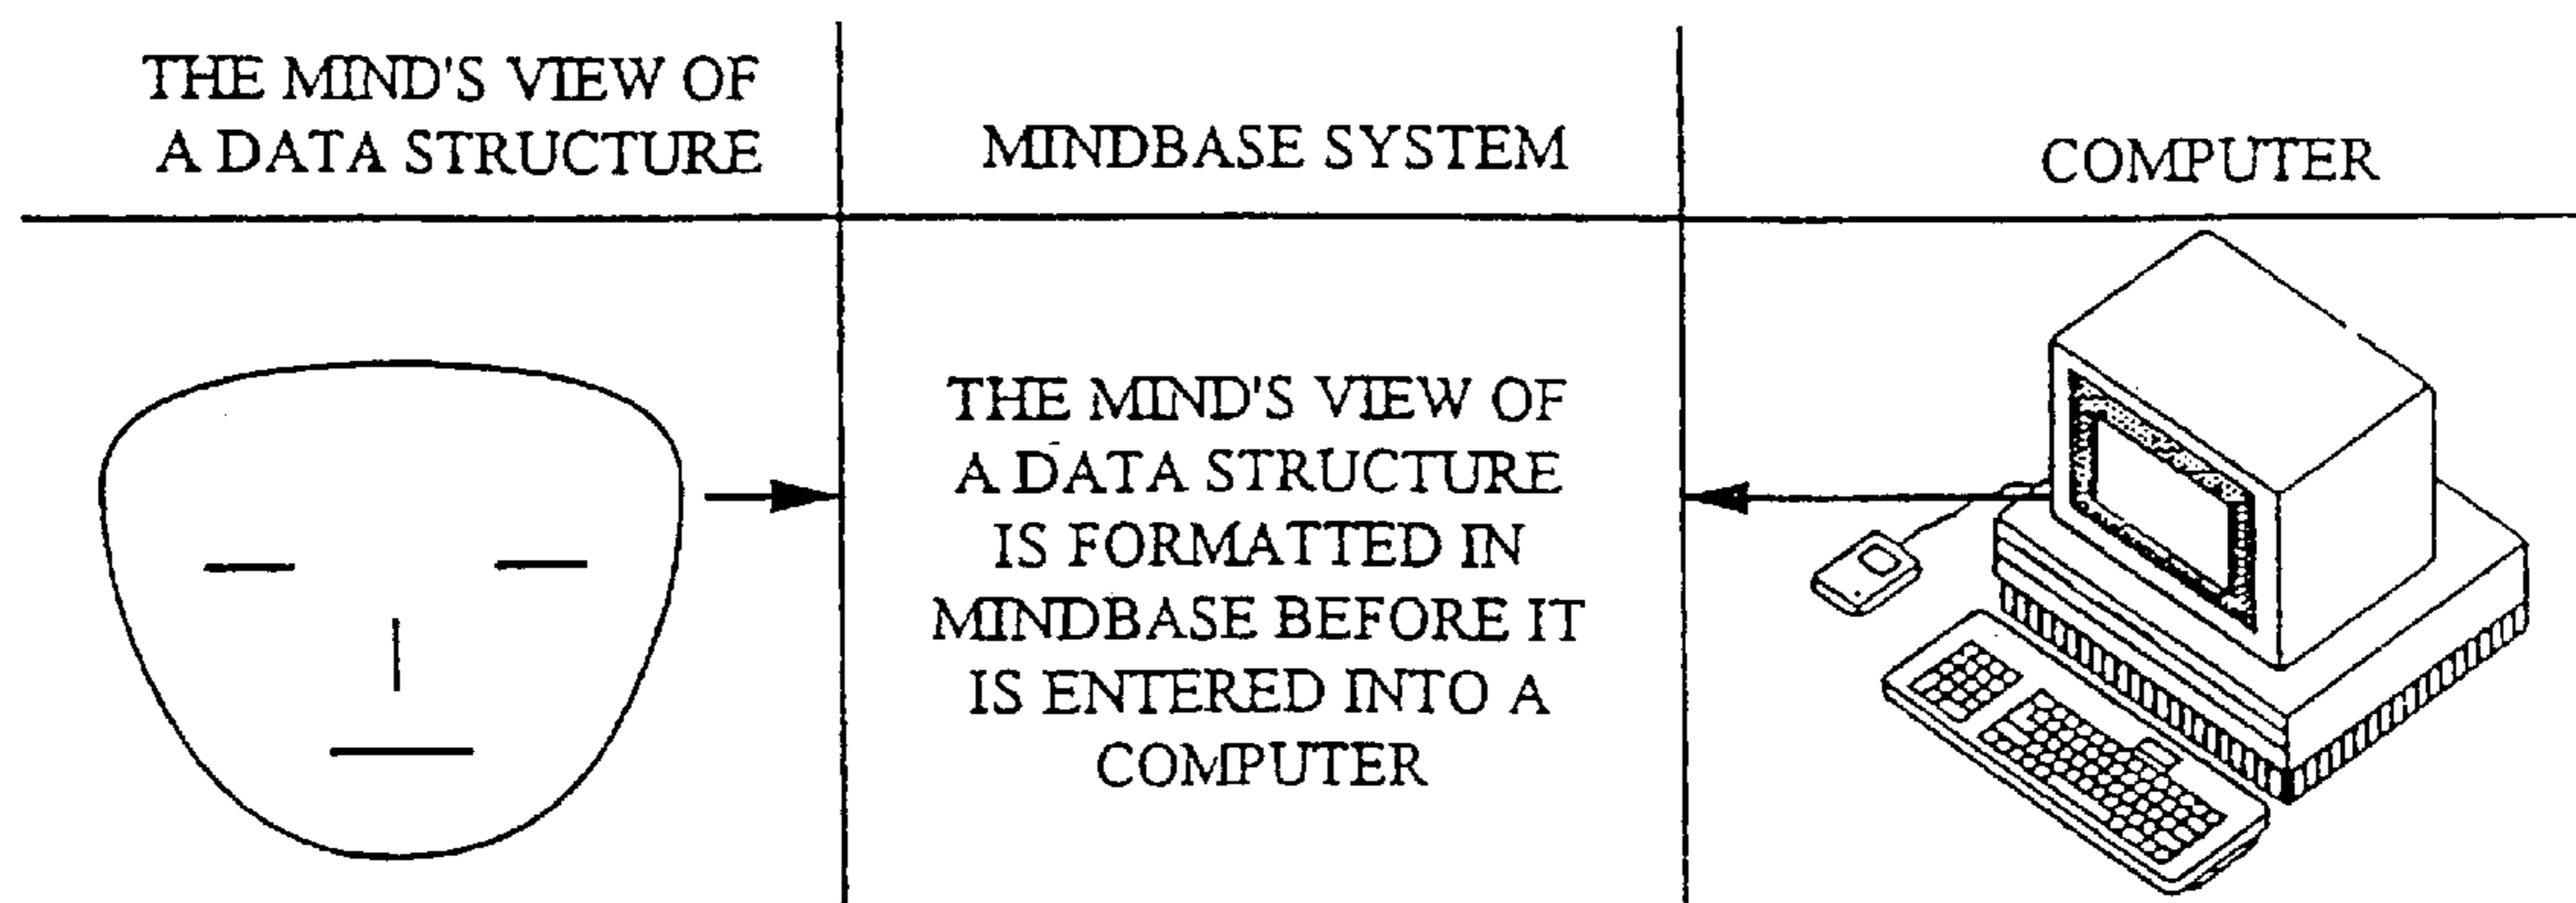 THE MIND'S VIEW OF
A DATA STRUCTURE
MINDBASE SYSTEM
COMPUTER
THE MIND'S VIEW OF
A DATA STRUCTURE
IS FORMATTED IN
MINDBASE BEFORE IT
IS ENTERED INTO A
COMPUTER